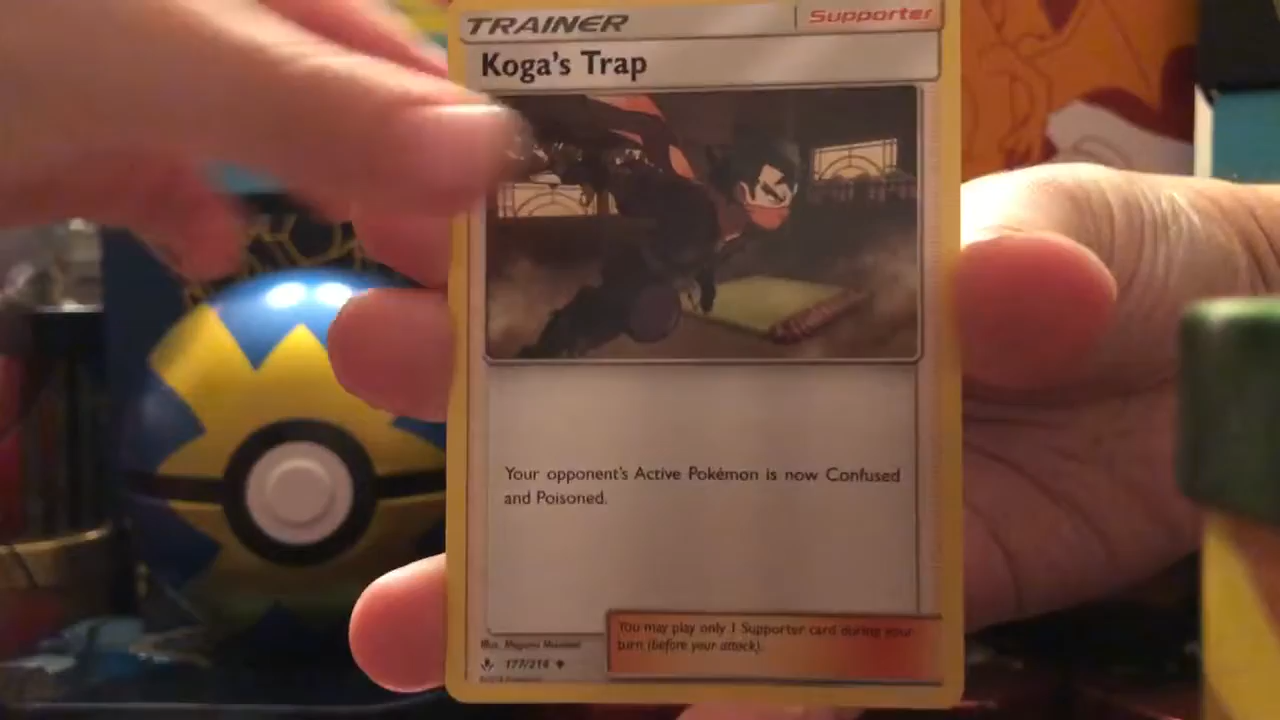 TRAINER
Supporter
Koga's Trap
Your opponent's Active Pokémon is now Confused
and Poisoned.
You may play only 1 Supporter card during your
turn (before your attack).
Illus.
177/214